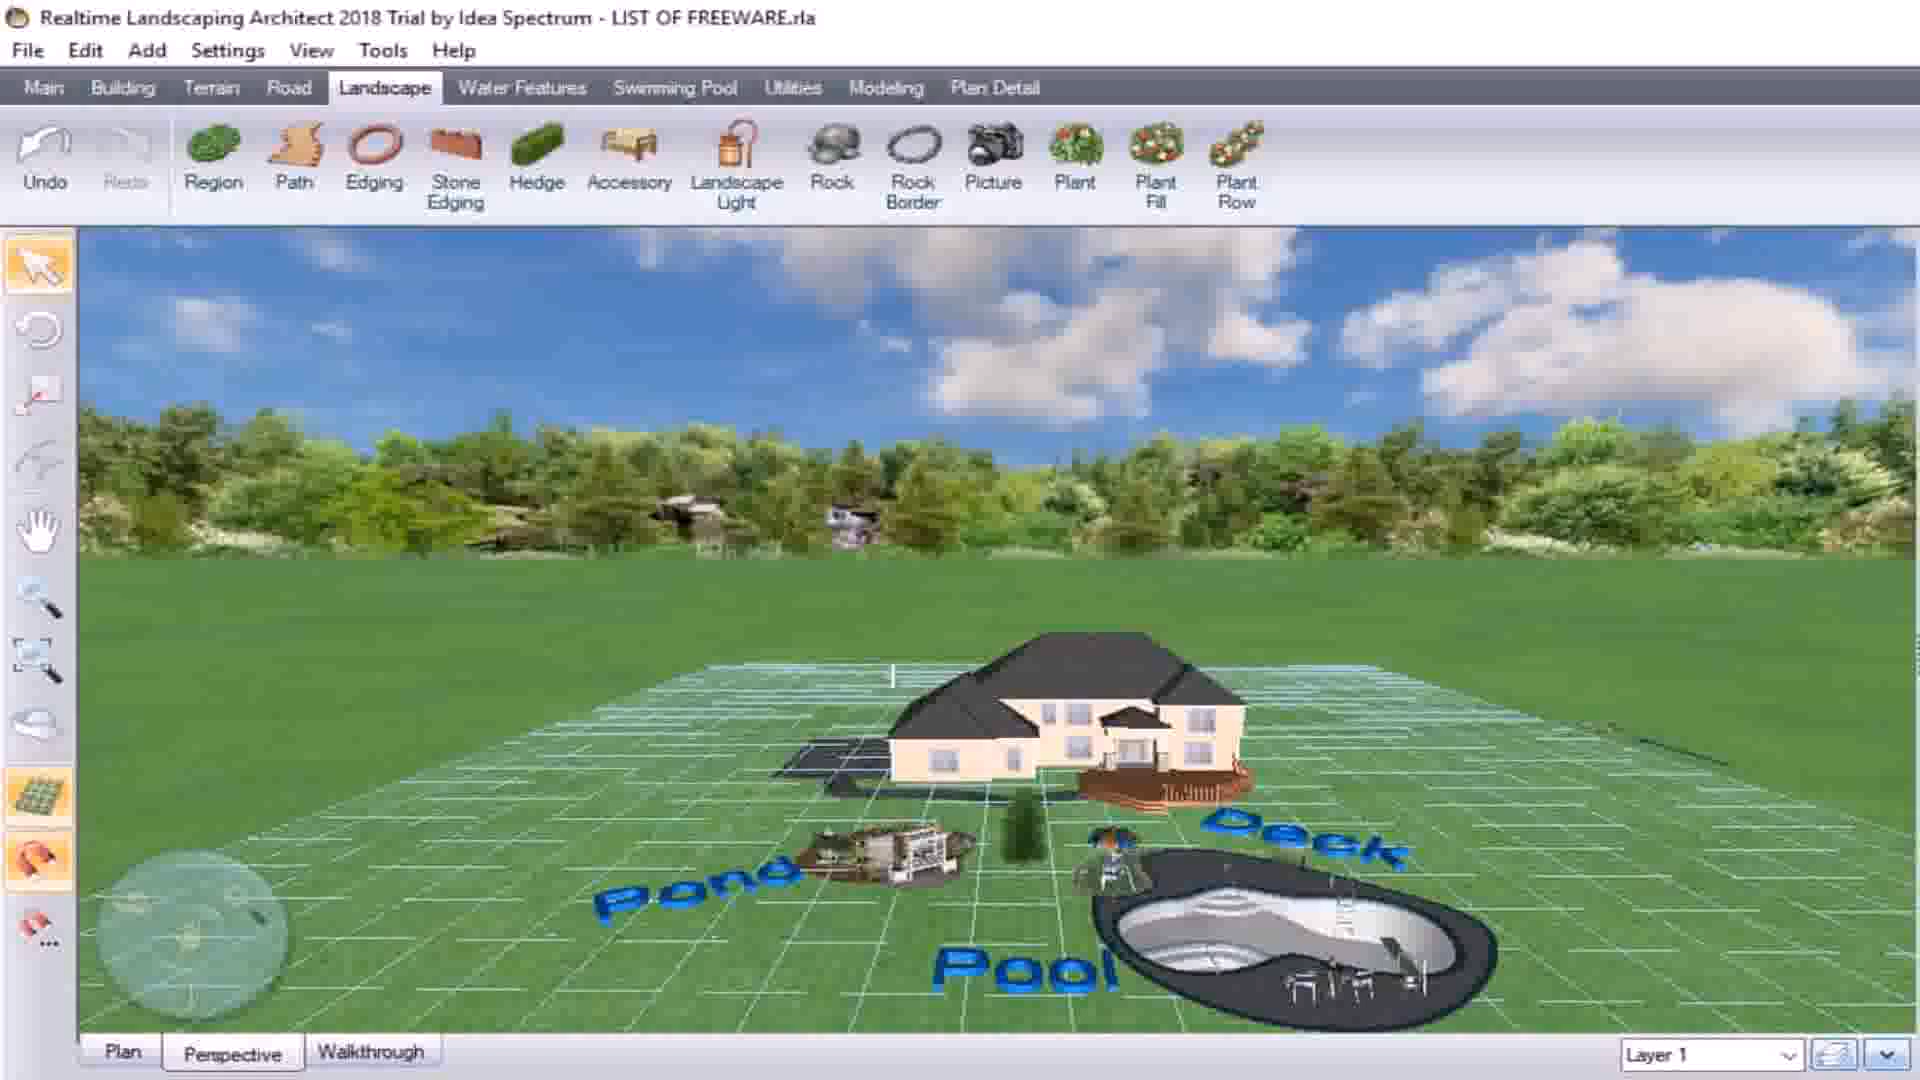 Realtime Landscaping Architect 2018 Trial by Idea Spectrum - LIST OF FREEWARE.rla
File Edit Add Settings View Tools Help
Main Building Terrain Road Landscape Water Features Swimming Pool Utilities Modeling Plan Detail
Undo Redo Region Path Edging Stone Edging Hedge Accessory Landscape Light Rock Rock Border Picture Plant Plant Fill Plant Row
Deck
Pond
Pool
Plan Perspective Walkthrough Layer 1